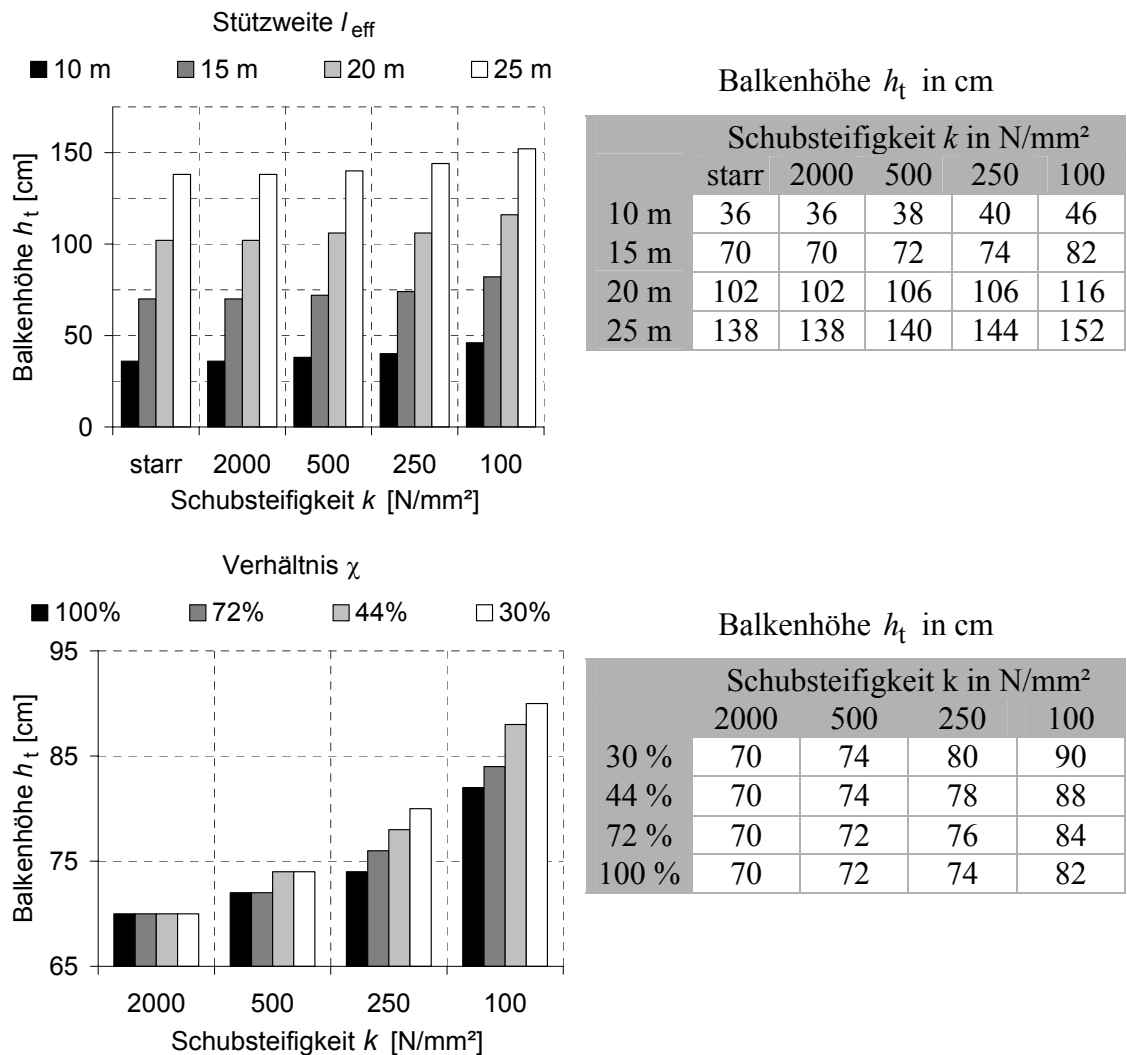 Stützweite l eff
10 m 15 m 20 m 25 m
Balkenhöhe h t [cm]
150
100
50
0
starr 2000 500 250 100
Schubsteifigkeit k [N/mm²]
Balkenhöhe h t in cm
Schubsteifigkeit k in N/mm²
starr 2000 500 250 100
10 m 36 36 38 40 46
15 m 70 70 72 74 82
20 m 102 102 106 106 116
25 m 138 138 140 144 152
Verhältnis χ
100% 72% 44% 30%
Balkenhöhe h t [cm]
95
85
75
65
2000 500 250 100
Schubsteifigkeit k [N/mm²]
Balkenhöhe h t in cm
Schubsteifigkeit k in N/mm²
2000 500 250 100
30 % 70 74 80 90
44 % 70 74 78 88
72 % 70 72 76 84
100 % 70 72 74 82